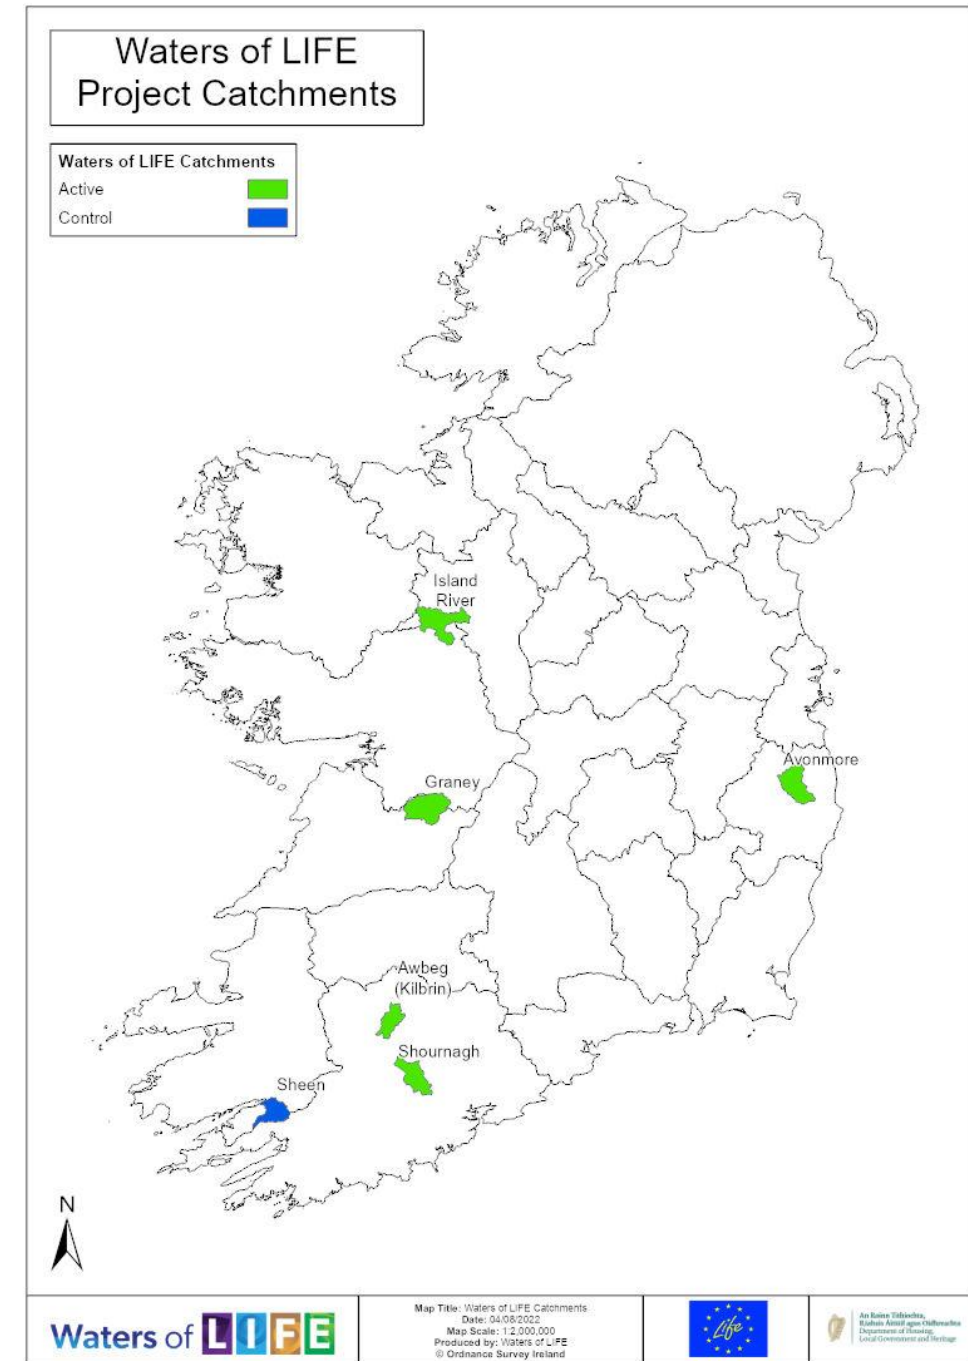 Waters of LIFE
Project Catchments
Waters of LIFE Catchments
Active
Control
Island
River
Avonmore
Graney
Awbeg
(Kilbrin)
Shournagh
Sheen
N
Waters of LIFE
Map Title: Waters of LIFE Catchments
Date: 04/08/2022
Map Scale: 1:2,000,000
Produced by: Waters of LIFE
© Ordnance Survey Ireland
Life
An Roinn Tithíochta,
Rialtais Áitiúil agus Oidhreachta
Department of Housing,
Local Government and Heritage